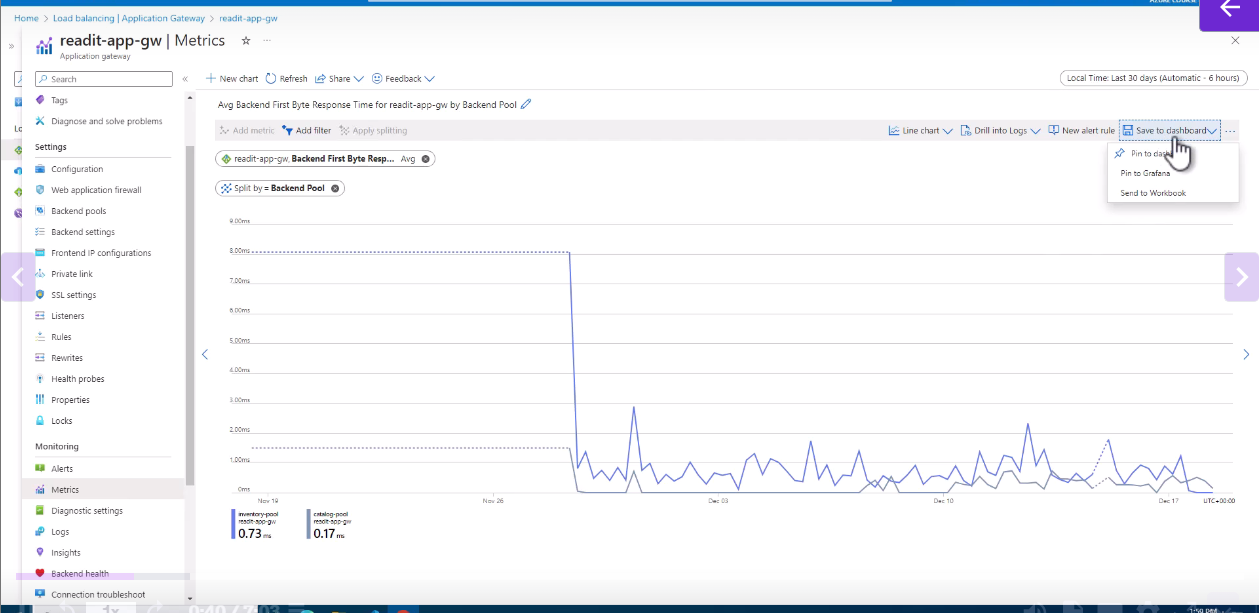 Home > Load balancing | Application Gateway > readit-app-gw
readit-app-gw | Metrics
Application gateway
Search
Tags
Diagnose and solve problems
Settings
Configuration
Web application firewall
Backend pools
Backend settings
Frontend IP configurations
Private link
SSL settings
Listeners
Rules
Rewrites
Health probes
Properties
Locks
Monitoring
Alerts
Metrics
Diagnostic settings
Logs
Insights
Backend health
Connection troubleshoot
New chart Refresh Share Feedback
Local Time: Last 30 days (Automatic - 6 hours)
Avg Backend First Byte Response Time for readit-app-gw by Backend Pool
Add metric Add filter Apply splitting Line chart Drill into Logs New alert rule Save to dashboard
Pin to
Pin to Grafana
Send to Workbook
readit-app-gw, Backend First Byte Resp... Avg
Split by = Backend Pool
9.00ms
8.00ms
7.00ms
6.00ms
5.00ms
4.00ms
3.00ms
2.00ms
1.00ms
0ms
Nov 19 Nov 26 Dec 03 Dec 10 Dec 17 UTC+00:00
inventory-pool
readit-app-gw
0.73 ms
catalog-pool
readit-app-gw
0.17 ms
1x